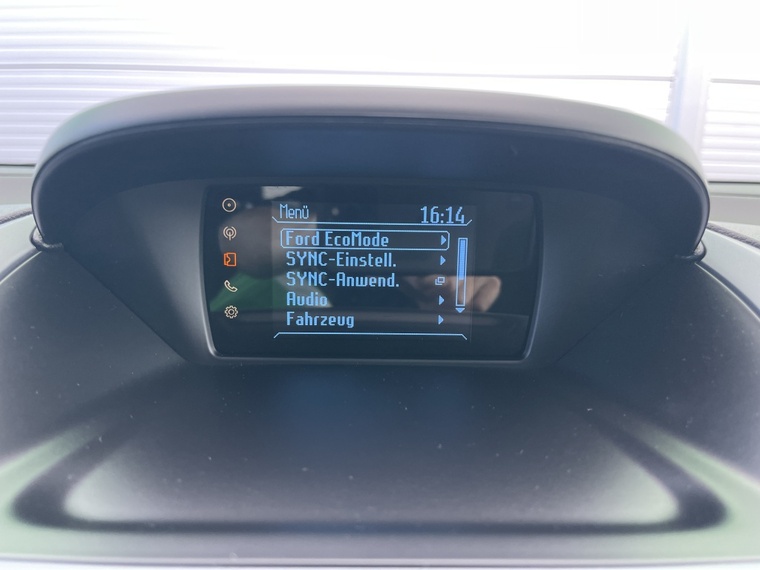 Menü
16:14
Ford EcoMode
SYNC-Einstell.
SYNC-Anwend.
Audio
Fahrzeug